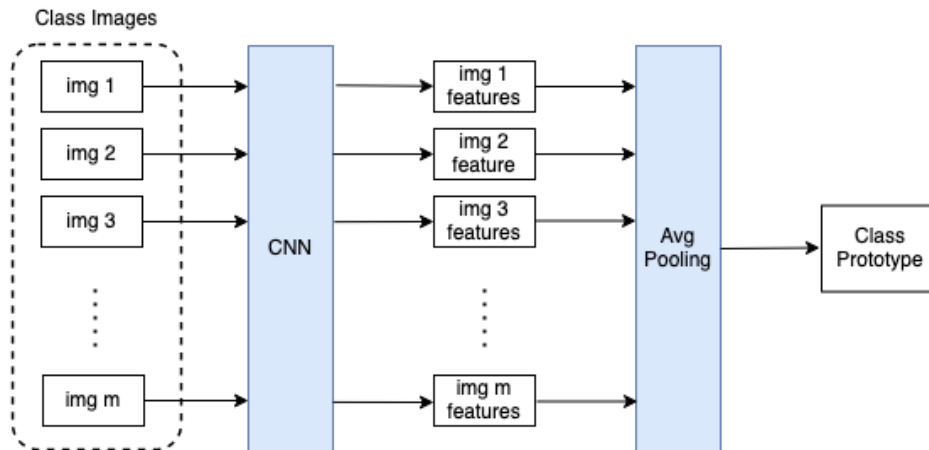 Class Images
img 1
img 2
img 3
img m
CNN
img 1
features
img 2
feature
img 3
features
img m
features
Avg
Pooling
Class
Prototype